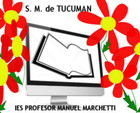 S. M. de TUCUMAN
IES PROFESOR MANUEL MARCHETTI